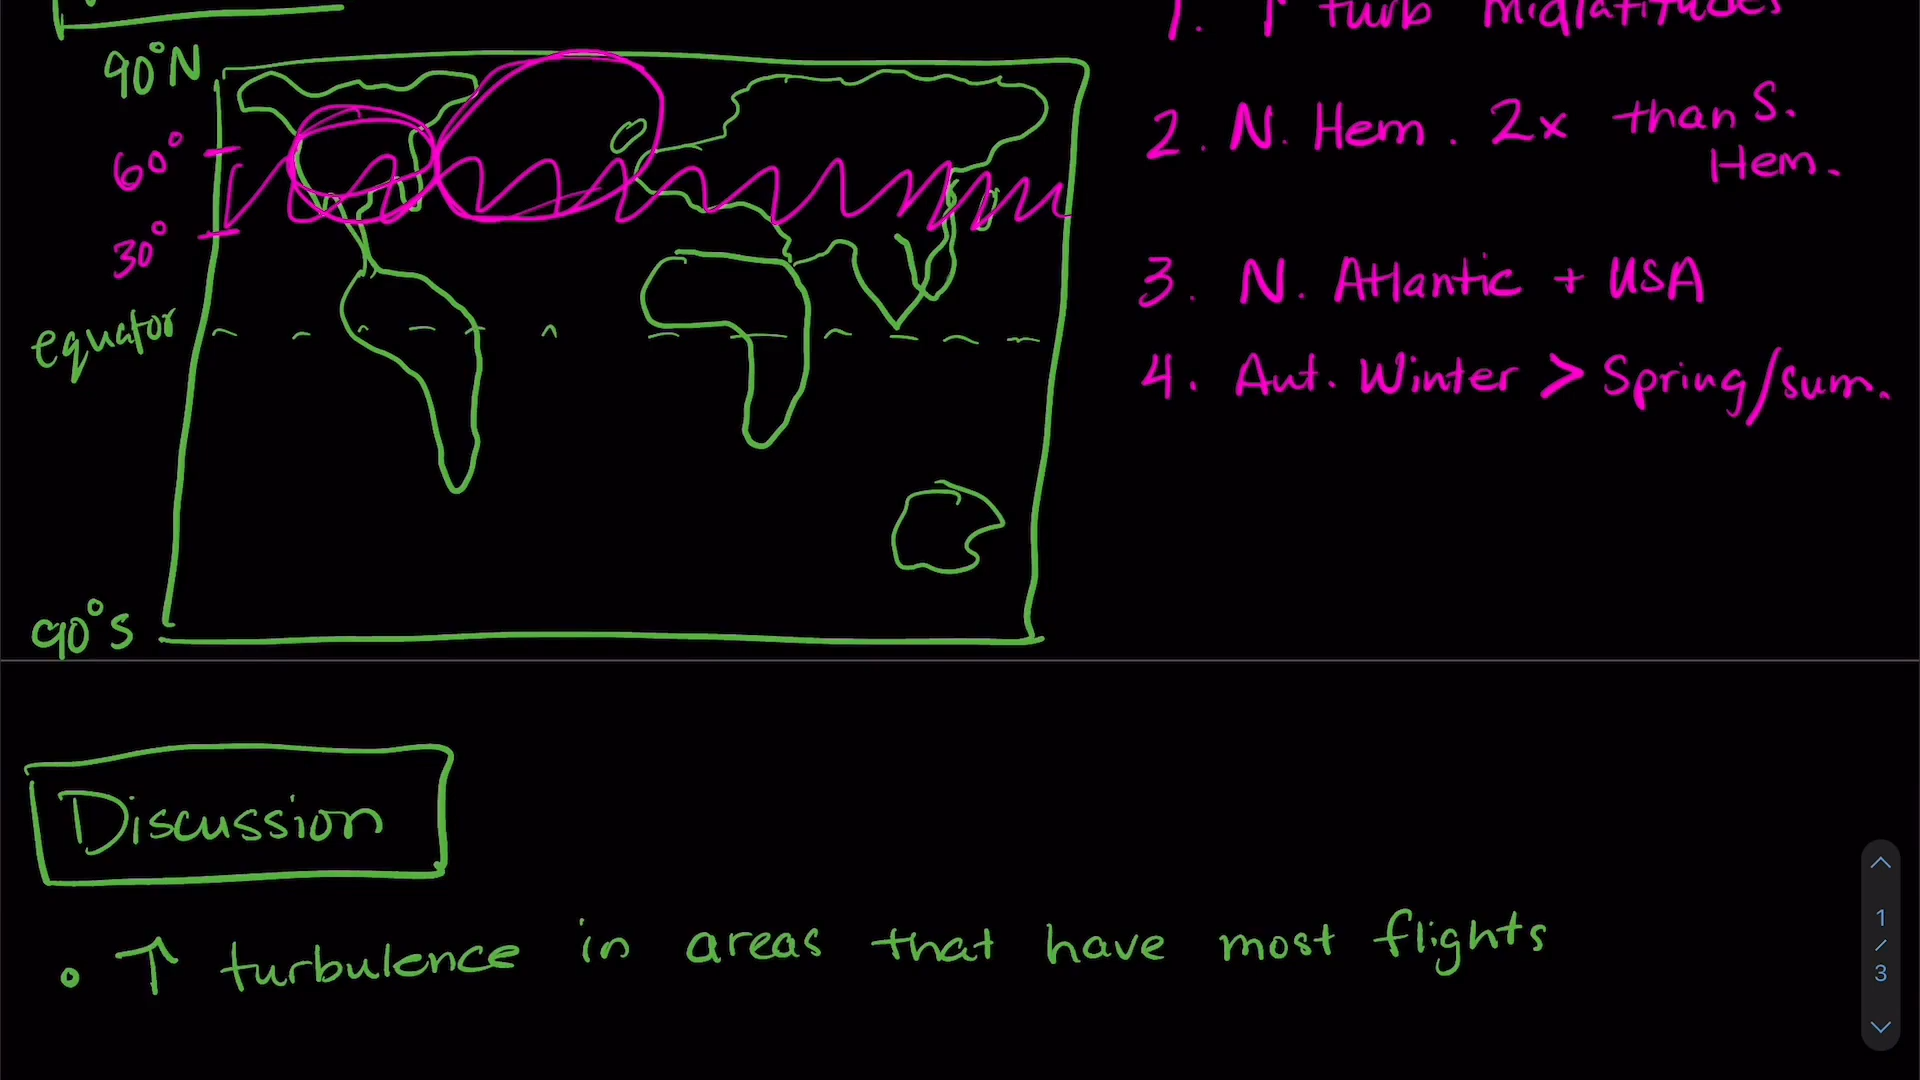 1. ↑ turb midlatitudes
90°N
2. N. Hem. 2x than S.
Hem.
60°
30°
3. N. Atlantic + USA
equator
4. Aut. Winter > Spring/sum.
90°S
Discussion
• ↑ turbulence in areas that have most flights
1
/
3